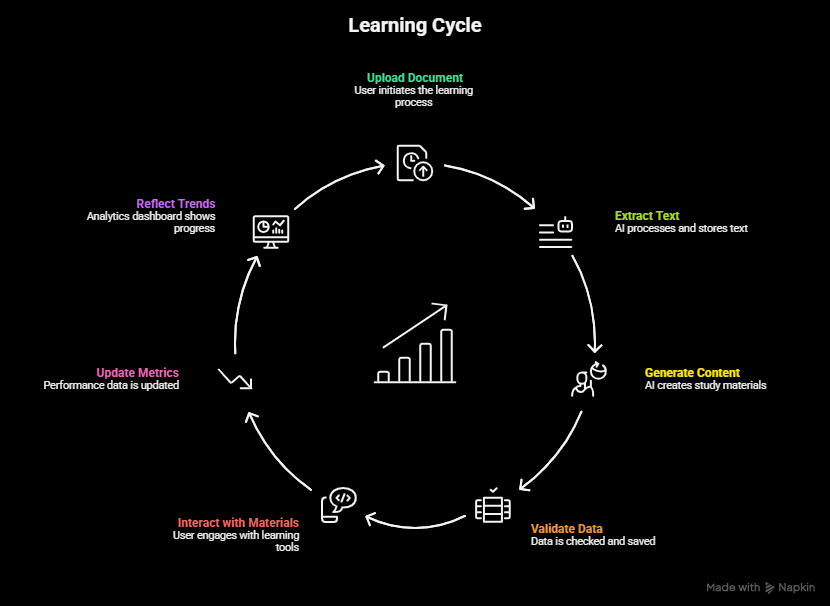 Learning Cycle
Upload Document
User initiates the learning
process
Reflect Trends
Analytics dashboard shows
progress
Extract Text
AI processes and stores text
Update Metrics
Performance data is updated
Generate Content
AI creates study materials
Interact with Materials
User engages with learning
tools
Validate Data
Data is checked and saved
Made with Napkin